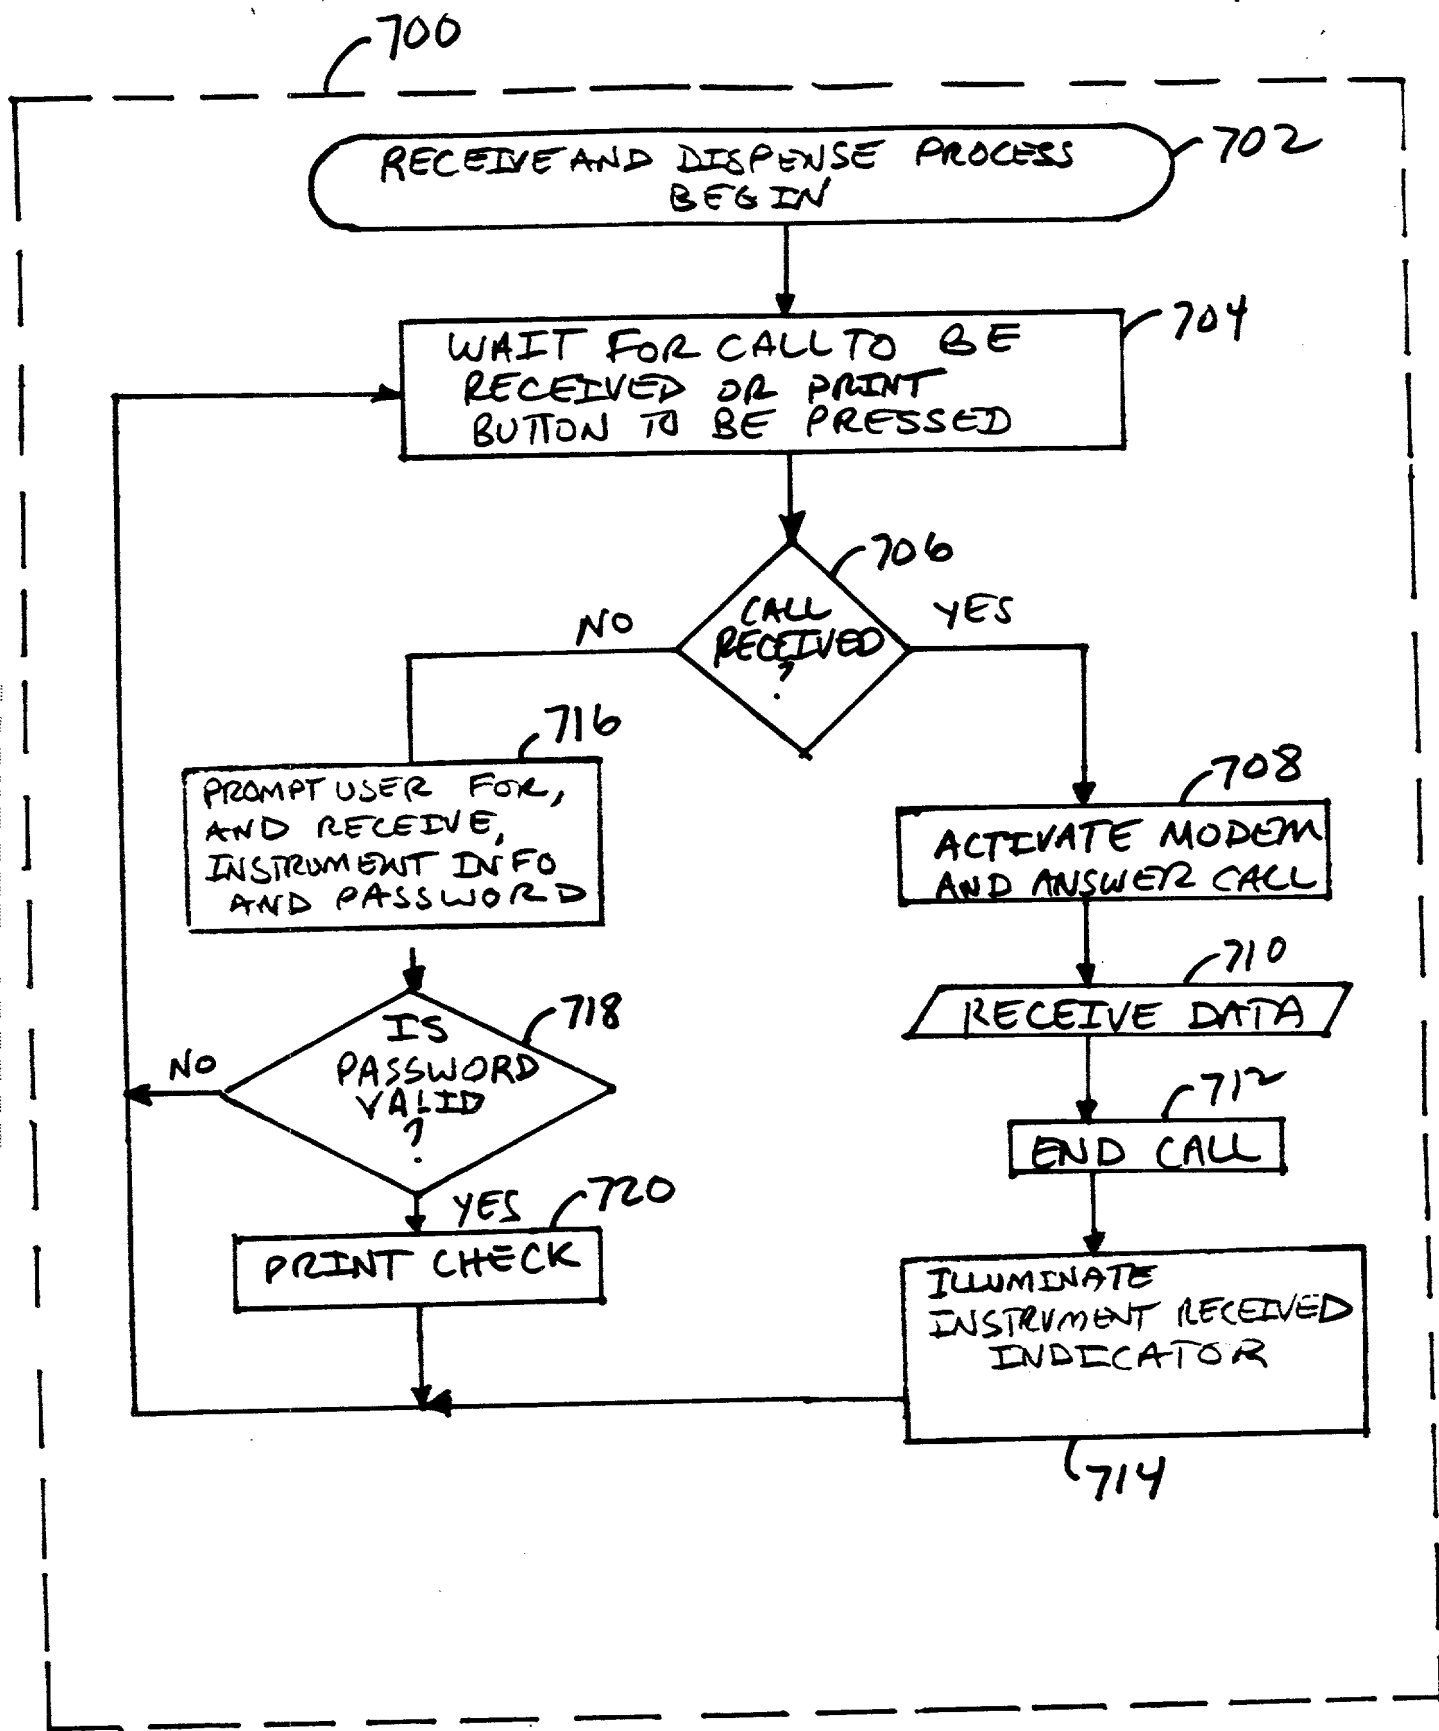 700
RECEIVE AND DISPENSE PROCESS
BEGIN
702
WAIT FOR CALL TO BE
RECEIVED OR PRINT
BUTTON TO BE PRESSED
704
706
CALL
RECEIVED
?
NO
YES
716
PROMPT USER FOR,
AND RECEIVE,
INSTRUMENT INFO
AND PASSWORD
708
ACTIVATE MODEM
AND ANSWER CALL
710
RECEIVE DATA
718
IS
PASSWORD
VALID
?
NO
YES
712
END CALL
720
PRINT CHECK
ILLUMINATE
INSTRUMENT RECEIVED
INDICATOR
714